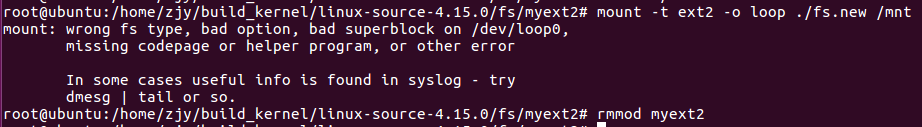 root@ubuntu:/home/zjy/build_kernel/linux-source-4.15.0/fs/myext2# mount -t ext2 -o loop ./fs.new /mnt
mount: wrong fs type, bad option, bad superblock on /dev/loop0,
       missing codepage or helper program, or other error

       In some cases useful info is found in syslog - try
       dmesg | tail or so.
root@ubuntu:/home/zjy/build_kernel/linux-source-4.15.0/fs/myext2# rmmod myext2